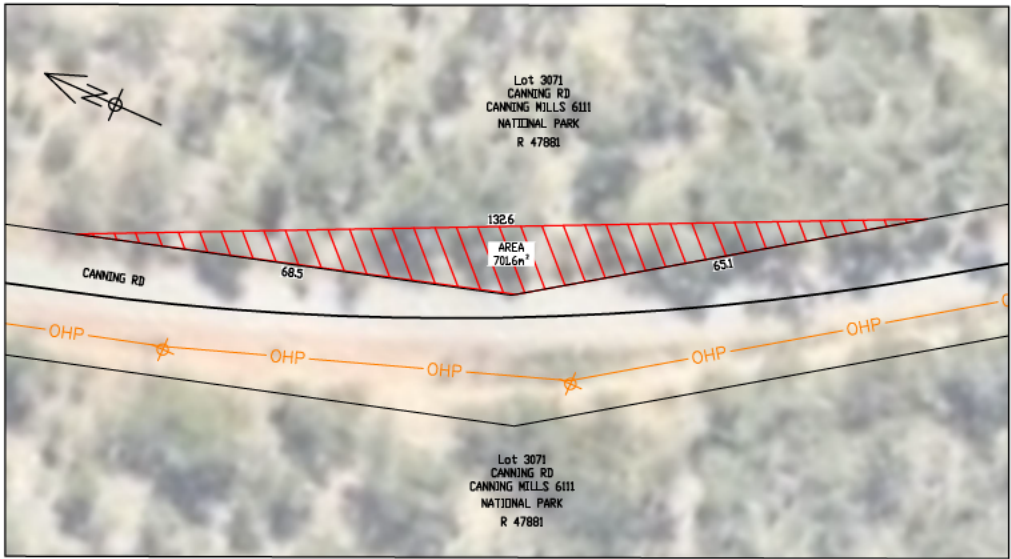 Lot 3071
CANNING RD
CANNING MILLS 6111
NATIONAL PARK
R 47881
N
132.6
AREA
701.6m²
68.5
65.1
CANNING RD
OHP
OHP
OHP
OHP
OHP
Lot 3071
CANNING RD
CANNING MILLS 6111
NATIONAL PARK
R 47881